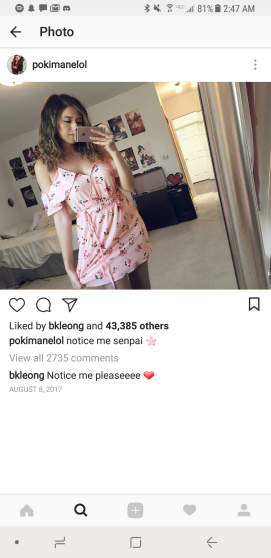 81% 2:47 AM
Photo
pokimanelol
Liked by bkleong and 43,385 others
pokimanelol notice me senpai 🌸
View all 2735 comments
bkleong Notice me pleaseeee ❤️
AUGUST 8, 2017